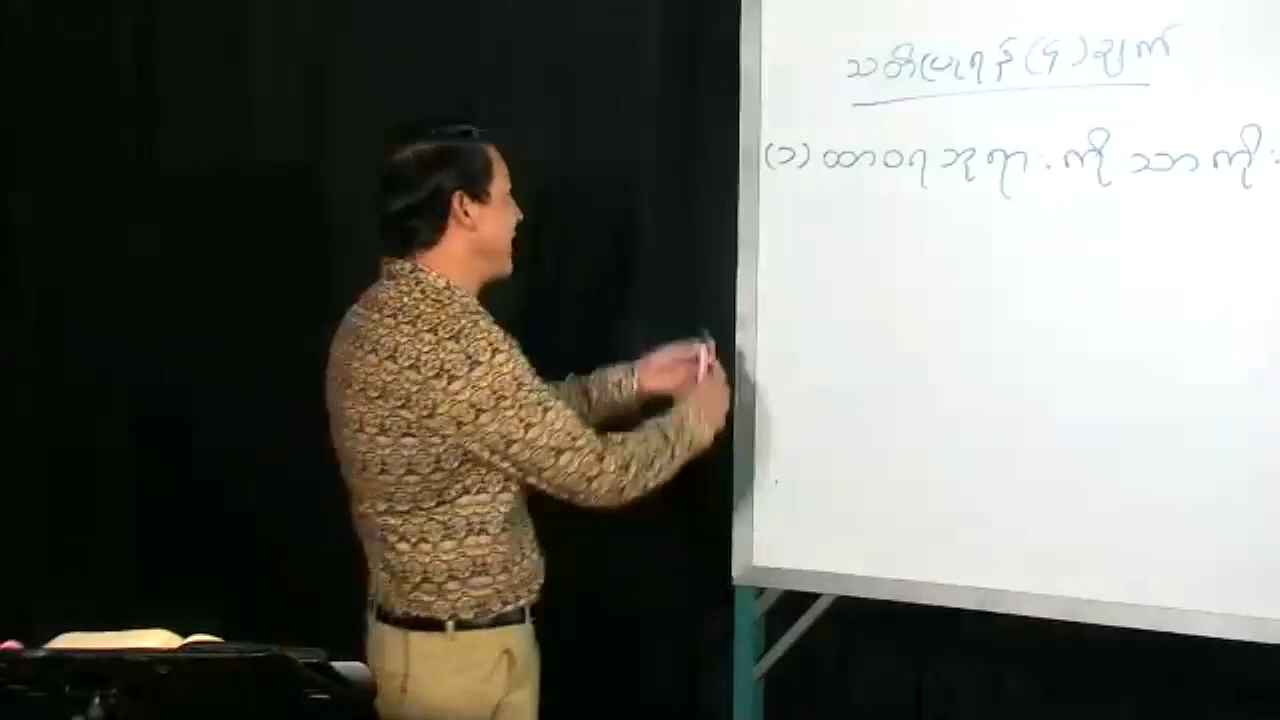 သတိပြုရန် (၄) ချက်
(၁) ထာဝရ ဘုရား ကို သာ ကိုး